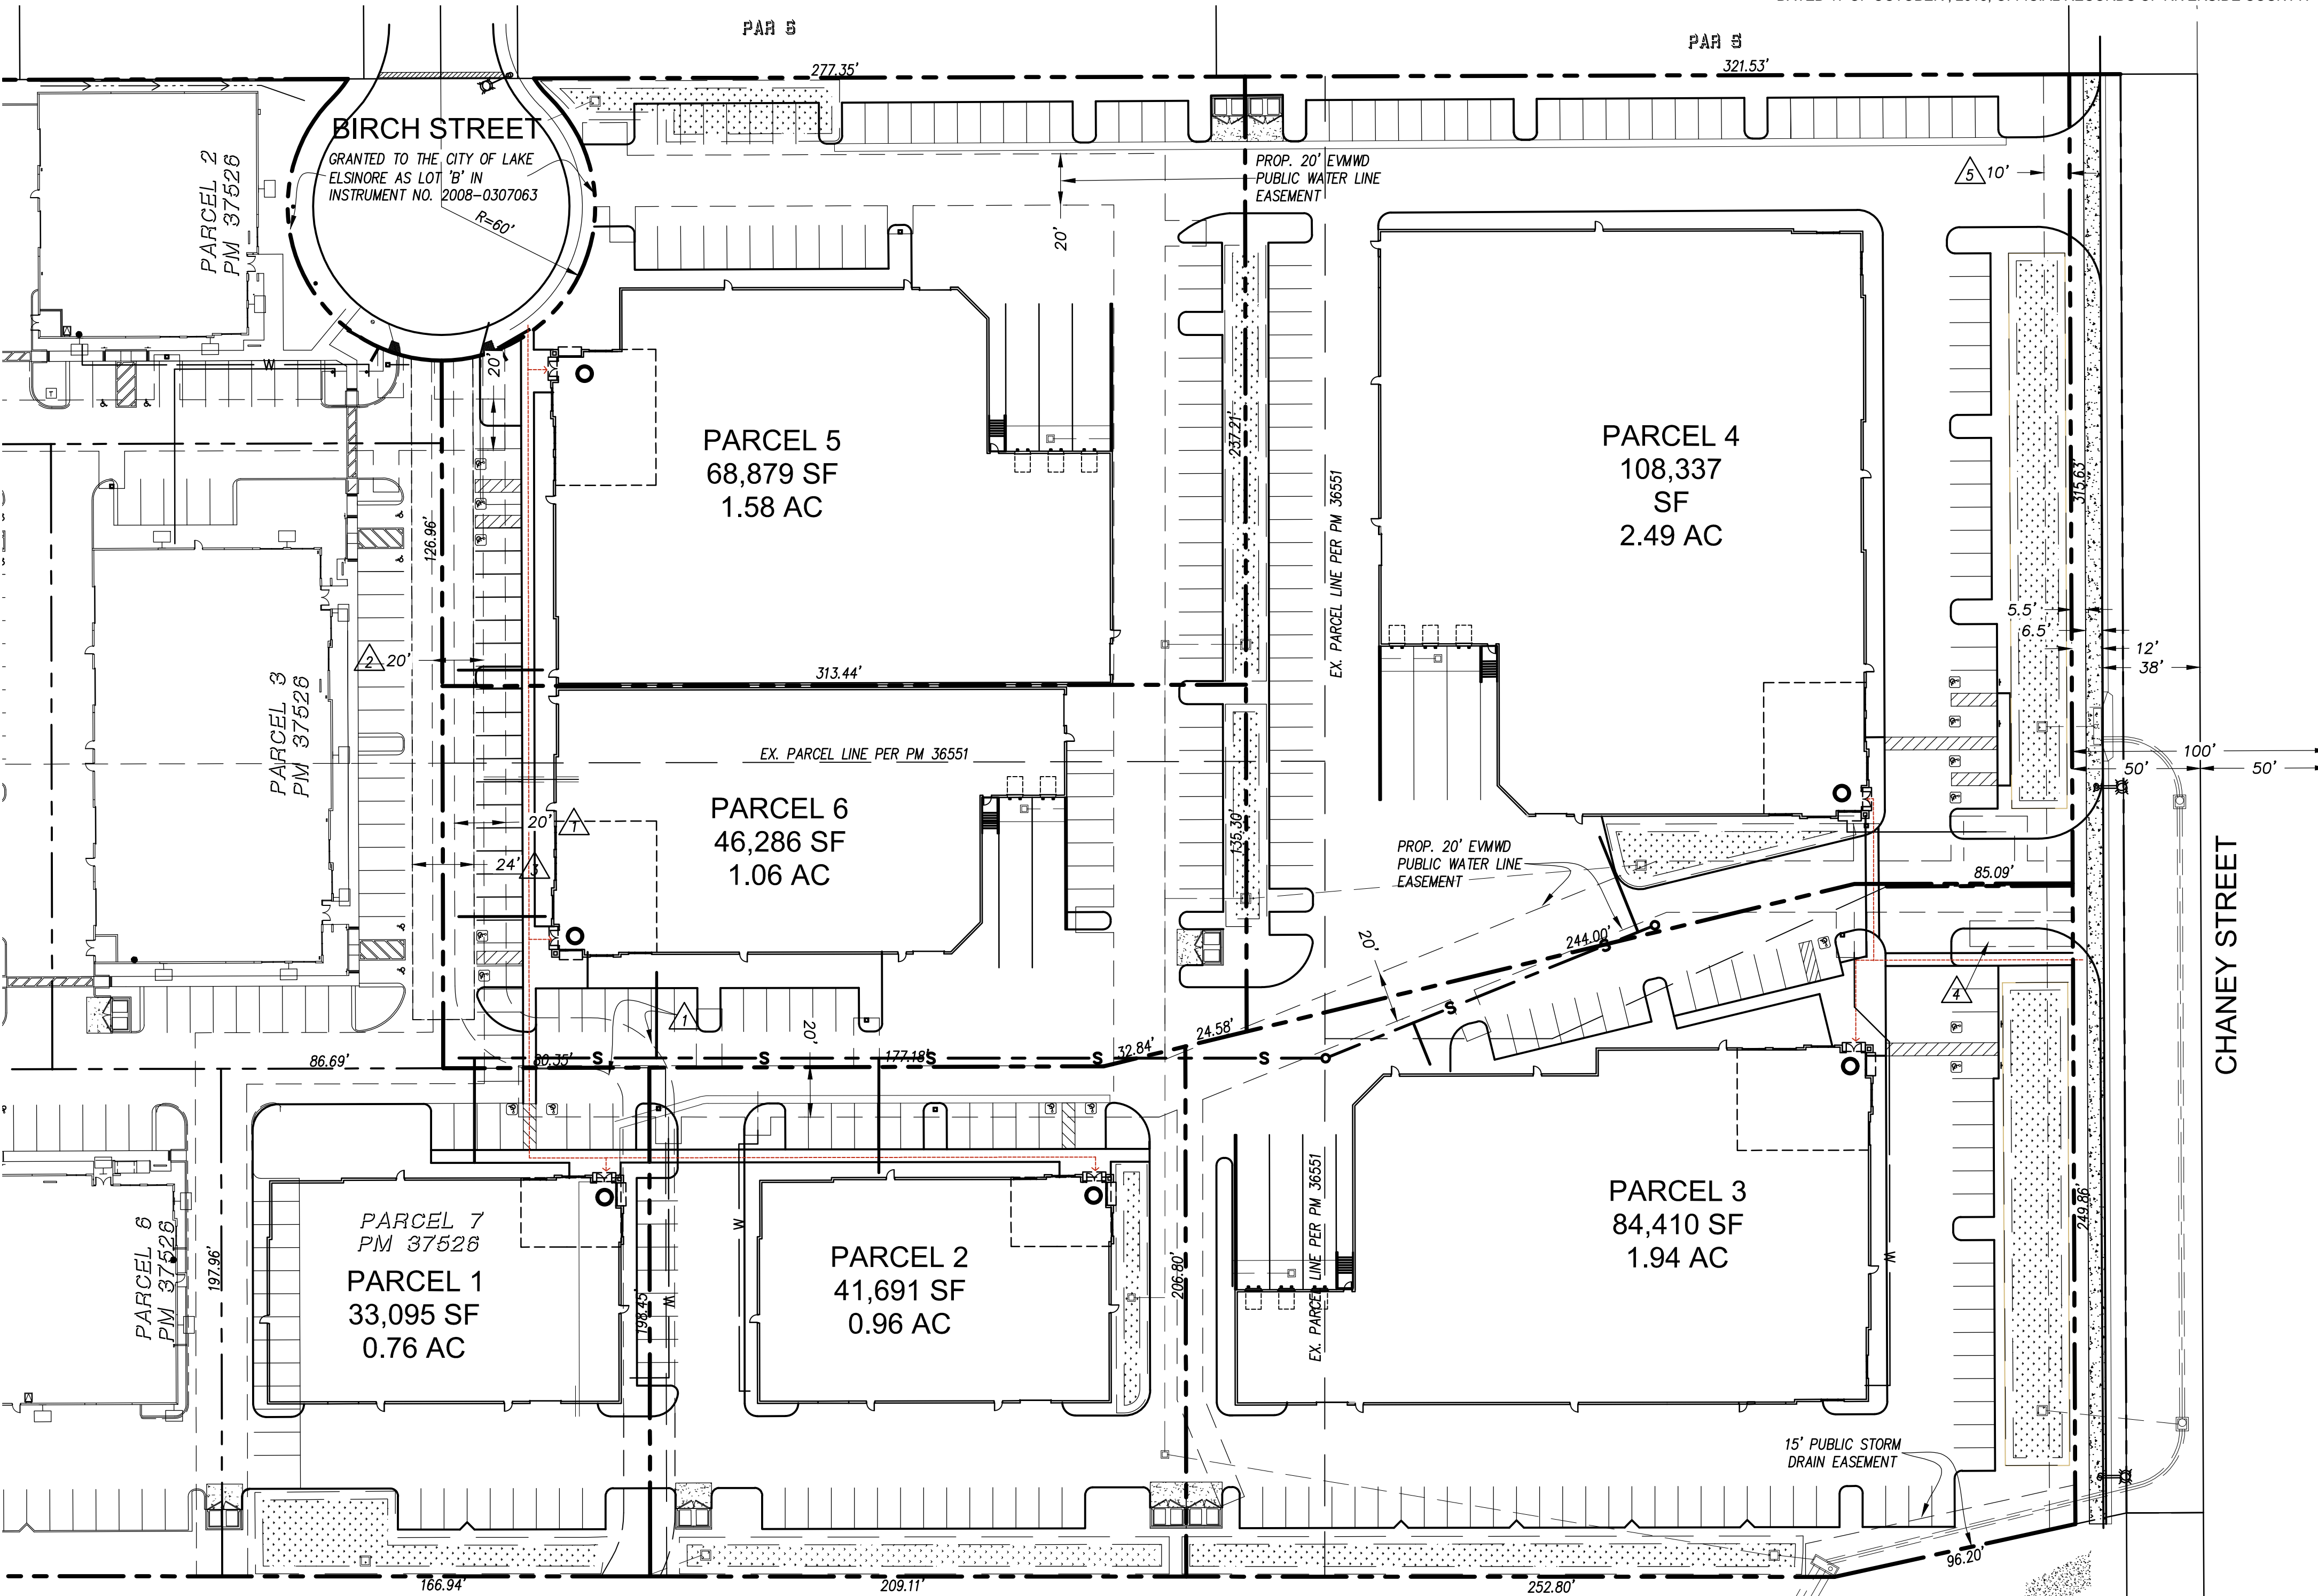 PAR 6
PAR 6
277.35'
321.53'
BIRCH STREET
GRANTED TO THE CITY OF LAKE
ELSINORE AS LOT 'B' IN
INSTRUMENT NO. 2008-0307063
R=60'
PARCEL 2
PM 37526
PROP. 20' EVMWD
PUBLIC WATER LINE
EASEMENT
20'
5 10'
20'
W
T
PARCEL 5
68,879 SF
1.58 AC
237.21'
EX. PARCEL LINE PER PM 36551
PARCEL 4
108,337
SF
2.49 AC
315.63'
126.96'
5.5'
6.5'
12'
38'
2 20'
313.44'
PARCEL 3
PM 37526
EX. PARCEL LINE PER PM 36551
100'
50'
50'
PARCEL 6
46,286 SF
1.06 AC
20' 1
24' 3
135.30'
PROP. 20' EVMWD
PUBLIC WATER LINE
EASEMENT
85.09'
CHANEY STREET
20'
244.00'
S
S
4
1
20'
24.58'
32.84'
86.69'
80.35'
S
177.18'
S
S
S
197.96'
PARCEL 6
PM 37526
PARCEL 7
PM 37526
PARCEL 1
33,095 SF
0.76 AC
198.45'
W
W
PARCEL 2
41,691 SF
0.96 AC
206.80'
EX. PARCEL LINE PER PM 36551
PARCEL 3
84,410 SF
1.94 AC
W
249.86'
15' PUBLIC STORM
DRAIN EASEMENT
96.20'
166.94'
209.11'
252.80'